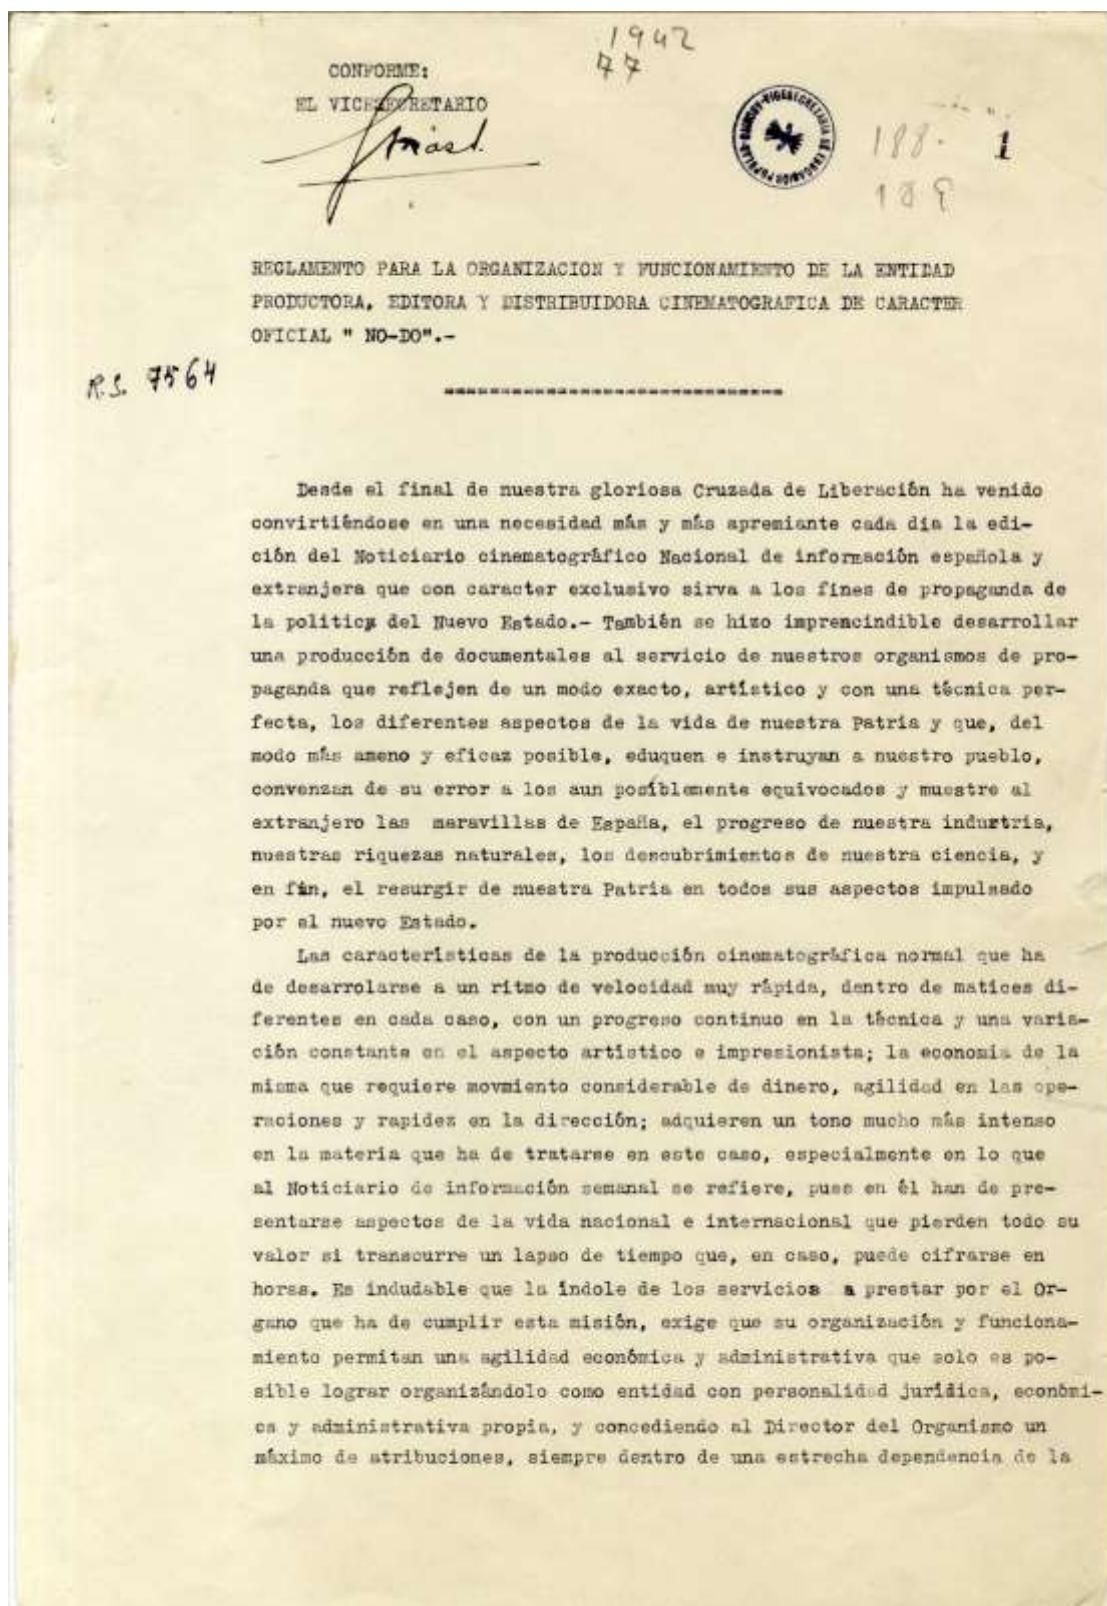 1942
77
CONFORME:
EL VICESECRETARIO
VICESECRETARIA DE EDUCACION POPULAR
188.
1
R.S. 7564
REGLAMENTO PARA LA ORGANIZACION Y FUNCIONAMIENTO DE LA ENTIDAD
PRODUCTORA, EDITORA Y DISTRIBUIDORA CINEMATOGRAFICA DE CARACTER
OFICIAL " NO-DO".-
Desde el final de nuestra gloriosa Cruzada de Liberación ha venido
convirtiéndose en una necesidad más y más apremiante cada dia la edi-
ción del Noticiario cinematográfico Nacional de información española y
extranjera que con caracter exclusivo sirva a los fines de propaganda de
la politica del Nuevo Estado.- También se hizo imprencindible desarrollar
una producción de documentales al servicio de nuestros organismos de pro-
paganda que reflejen de un modo exacto, artístico y con una técnica per-
fecta, los diferentes aspectos de la vida de nuestra Patria y que, del
modo más ameno y eficaz posible, eduquen e instruyan a nuestro pueblo,
convenzan de su error a los aun posíblemente equivocados y muestre al
extranjero las maravillas de España, el progreso de nuestra industria,
nuestras riquezas naturales, los descubrimientos de nuestra ciencia, y
en fin, el resurgir de nuestra Patria en todos sus aspectos impulsado
por el nuevo Estado.
Las características de la producción cinematográfica normal que ha
de desarrolarse a un ritmo de velocidad muy rápida, dentro de matices di-
ferentes en cada caso, con un progreso continuo en la técnica y una varia-
ción constante en el aspecto artístico e impresionista; la economia de la
misma que requiere movmiento considerable de dinero, agilidad en las ope-
raciones y rapidez en la dirección; adquieren un tono mucho más intenso
en la materia que ha de tratarse en este caso, especialmente en lo que
al Noticiario de información semanal se refiere, pues en él han de pre-
sentarse aspectos de la vida nacional e internacional que pierden todo su
valor si transcurre un lapso de tiempo que, en caso, puede cifrarse en
horas. Es indudable que la índole de los servicios a prestar por el Or-
gano que ha de cumplir esta misión, exige que su organización y funciona-
miento permitan una agilidad económica y administrativa que solo es po-
sible lograr organizándolo como entidad con personalidad jurídica, económi-
ca y administrativa propia, y concediendo al Director del Organismo un
máximo de atribuciones, siempre dentro de una estrecha dependencia de la